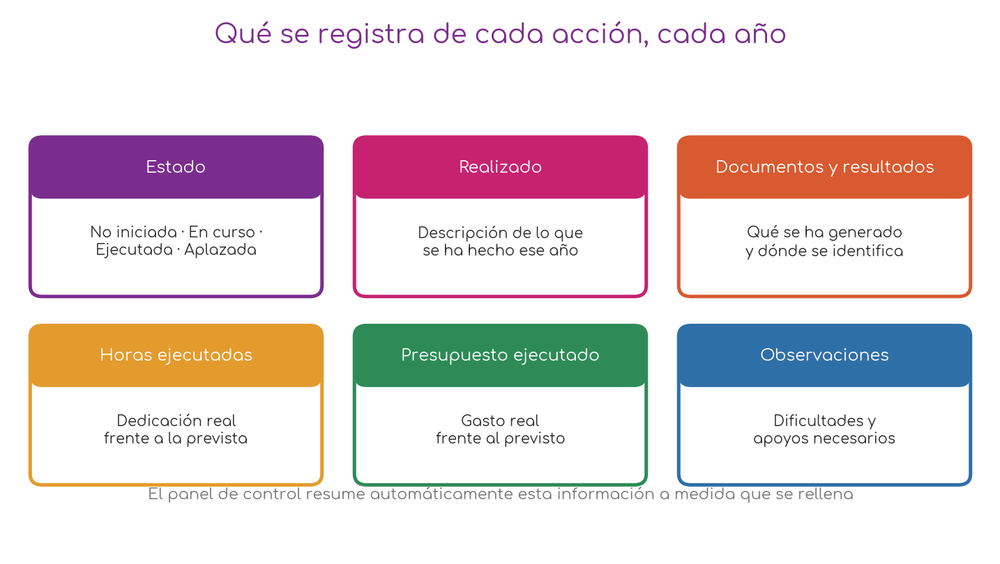 Qué se registra de cada acción, cada año
Estado
No iniciada · En curso ·
Ejecutada · Aplazada
Realizado
Descripción de lo que
se ha hecho ese año
Documentos y resultados
Qué se ha generado
y dónde se identifica
Horas ejecutadas
Dedicación real
frente a la prevista
Presupuesto ejecutado
Gasto real
frente al previsto
Observaciones
Dificultades y
apoyos necesarios
El panel de control resume automáticamente esta información a medida que se rellena